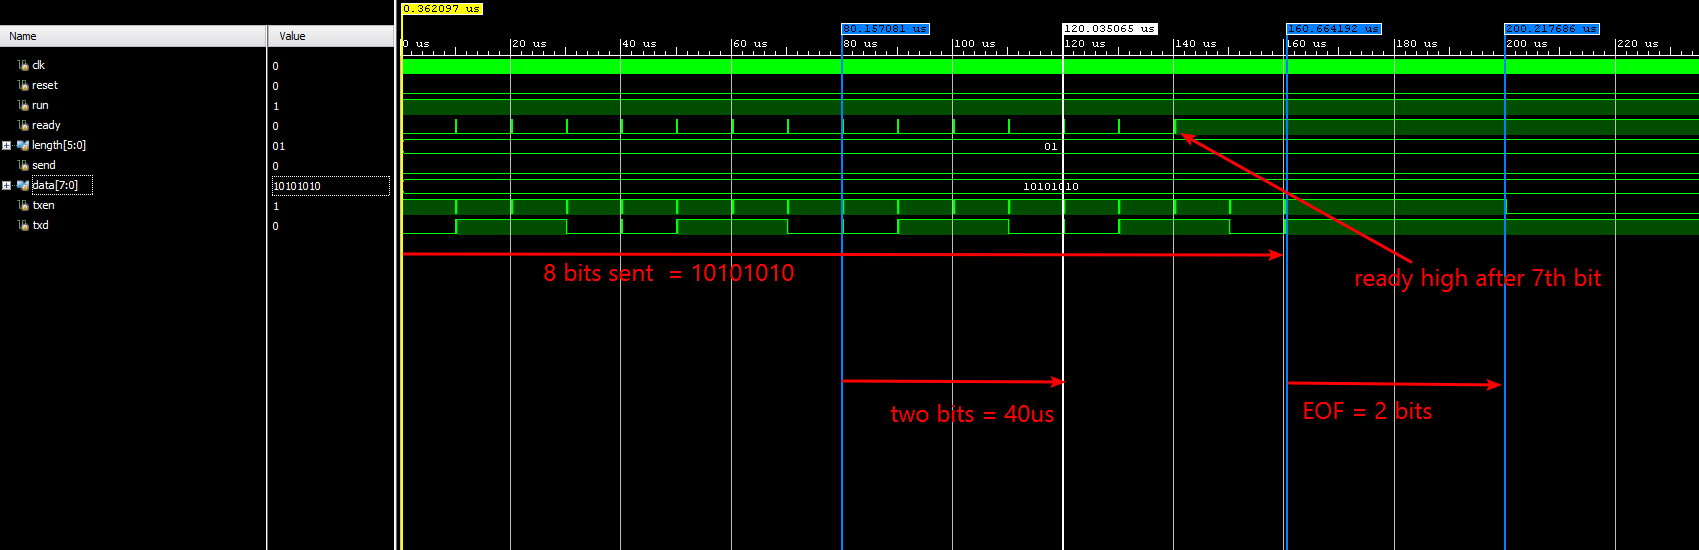 0.362097 us
80.157081 us 120.035065 us 160.664192 us 200.217686 us
Name Value
0 us 20 us 40 us 60 us 80 us 100 us 120 us 140 us 160 us 180 us 200 us 220 us
clk 0
reset 0
run 1
ready 0
length[5:0] 01 01
send 0
data[7:0] 10101010 10101010
txen 1
txd 0
8 bits sent = 10101010
ready high after 7th bit
two bits = 40us
EOF = 2 bits